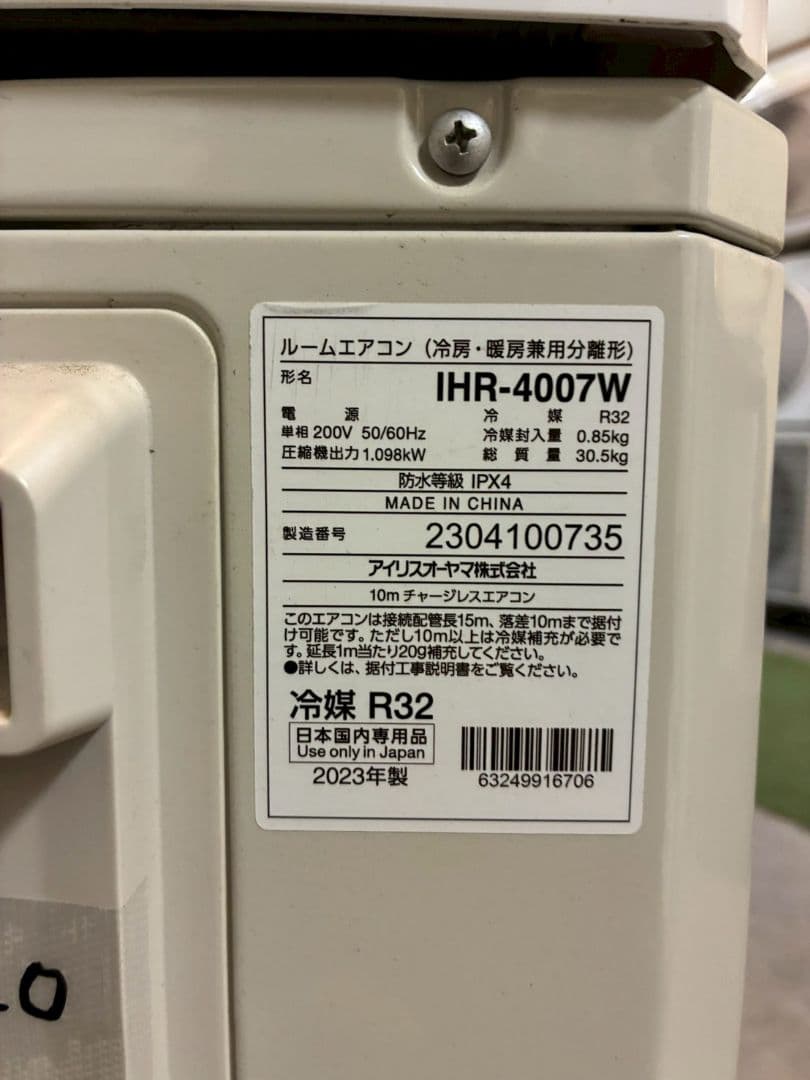 ルームエアコン（冷房・暖房兼用分離形）
形名 IHR-4007W
電源 冷媒 R32
単相 200V 50/60Hz 冷媒封入量 0.85kg
圧縮機出力 1.098kW 総質量 30.5kg
防水等級 IPX4
MADE IN CHINA
製造番号 2304100735
アイリスオーヤマ株式会社
10mチャージレスエアコン
このエアコンは接続配管長15m、落差10mまで据付
け可能です。ただし10m以上は冷媒補充が必要で
す。延長1m当たり20g補充してください。
●詳しくは、据付工事説明書をご覧ください。
冷媒 R32
日本国内専用品
Use only in Japan
2023年製
63249916706
0